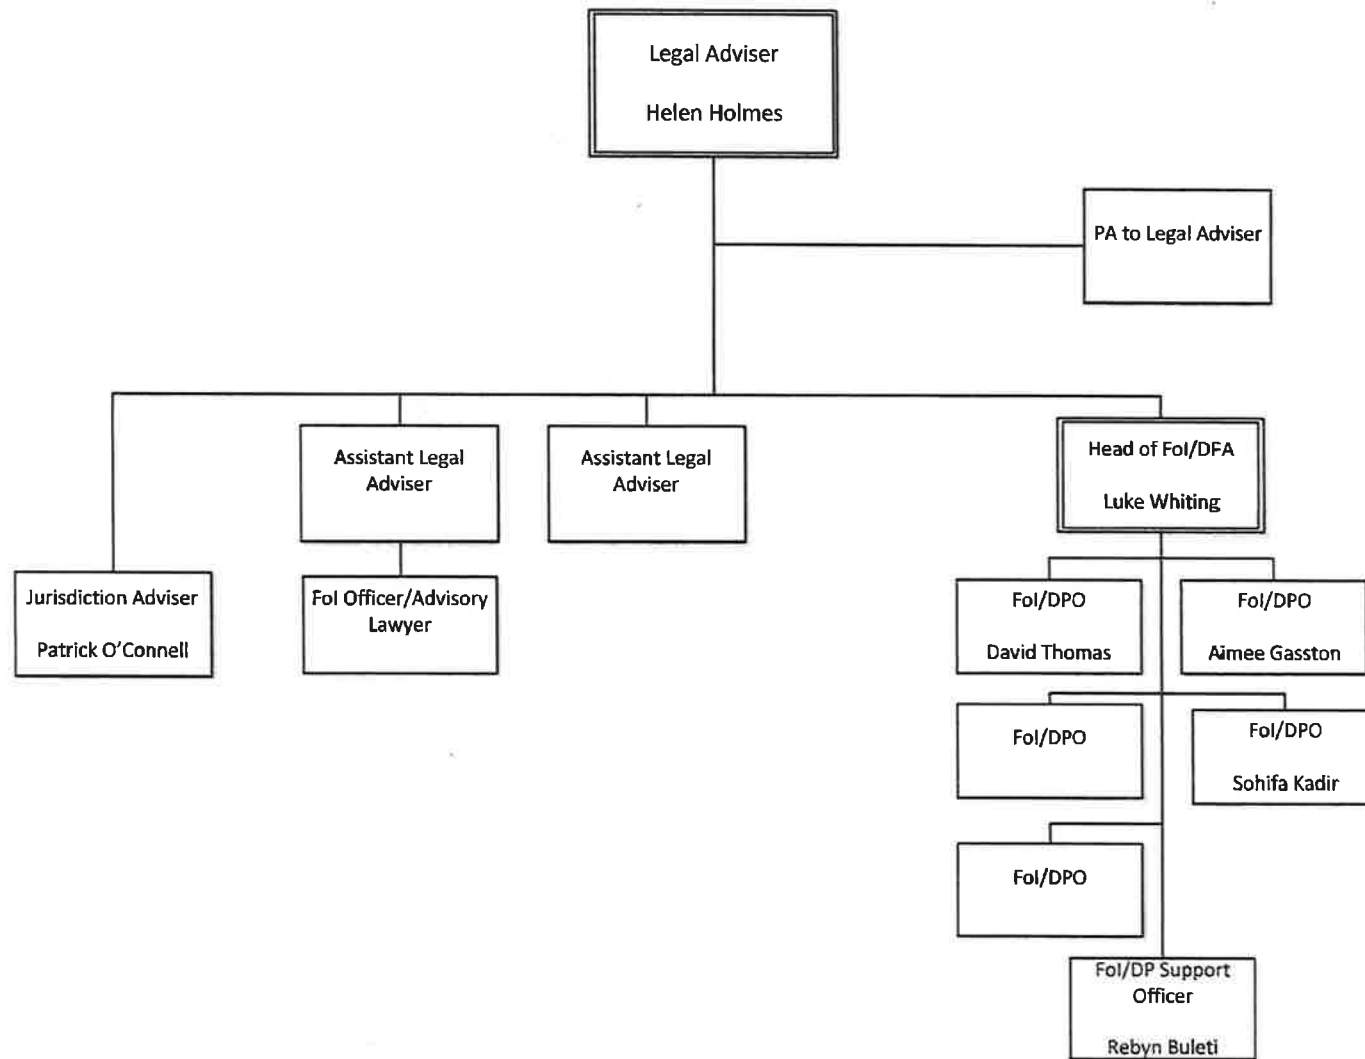 Legal Adviser
Helen Holmes
PA to Legal Adviser
Assistant Legal
Adviser
Assistant Legal
Adviser
Head of FoI/DFA
Luke Whiting
Jurisdiction Adviser
Patrick O'Connell
FoI Officer/Advisory
Lawyer
FoI/DPO
David Thomas
FoI/DPO
Aimee Gasston
FoI/DPO
FoI/DPO
Sohifa Kadir
FoI/DPO
FoI/DP Support
Officer
Rebyn Buleti